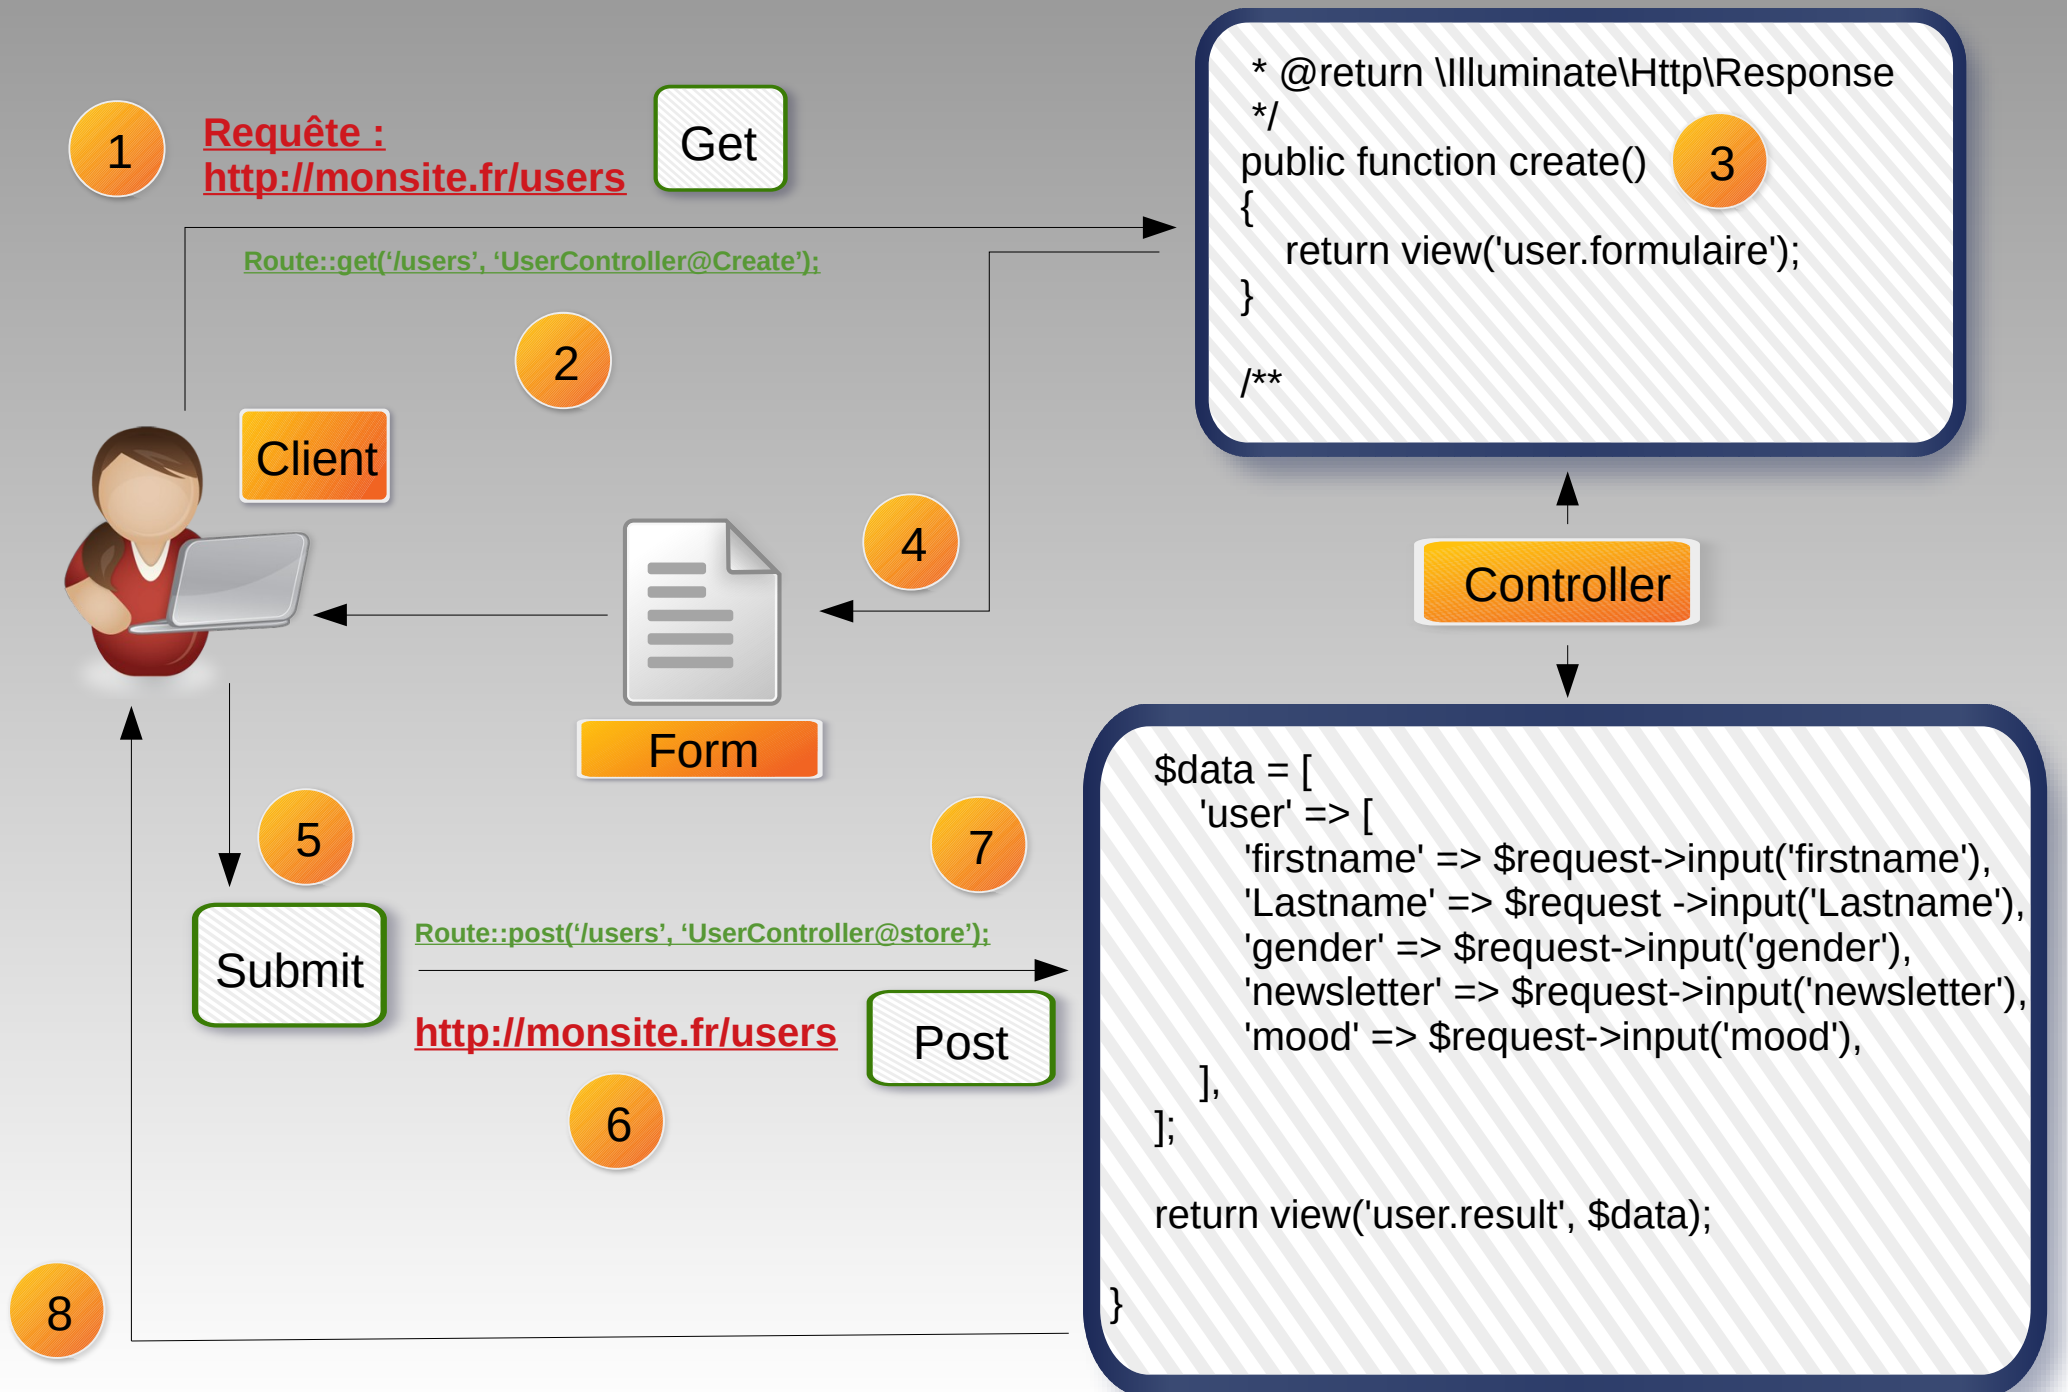 1
Requête :
http://monsite.fr/users
Get
Route::get(‘/users’, ‘UserController@Create’);
2
* @return \Illuminate\Http\Response
*/
public function create()
3
{
return view('user.formulaire');
}
/**
Client
4
Controller
Form
5
7
Submit
Route::post(‘/users’, ‘UserController@store’);
http://monsite.fr/users
Post
6
$data = [
'user' => [
'firstname' => $request->input('firstname'),
'Lastname' => $request ->input('Lastname'),
'gender' => $request->input('gender'),
'newsletter' => $request->input('newsletter'),
'mood' => $request->input('mood'),
],
];
return view('user.result', $data);
}
8